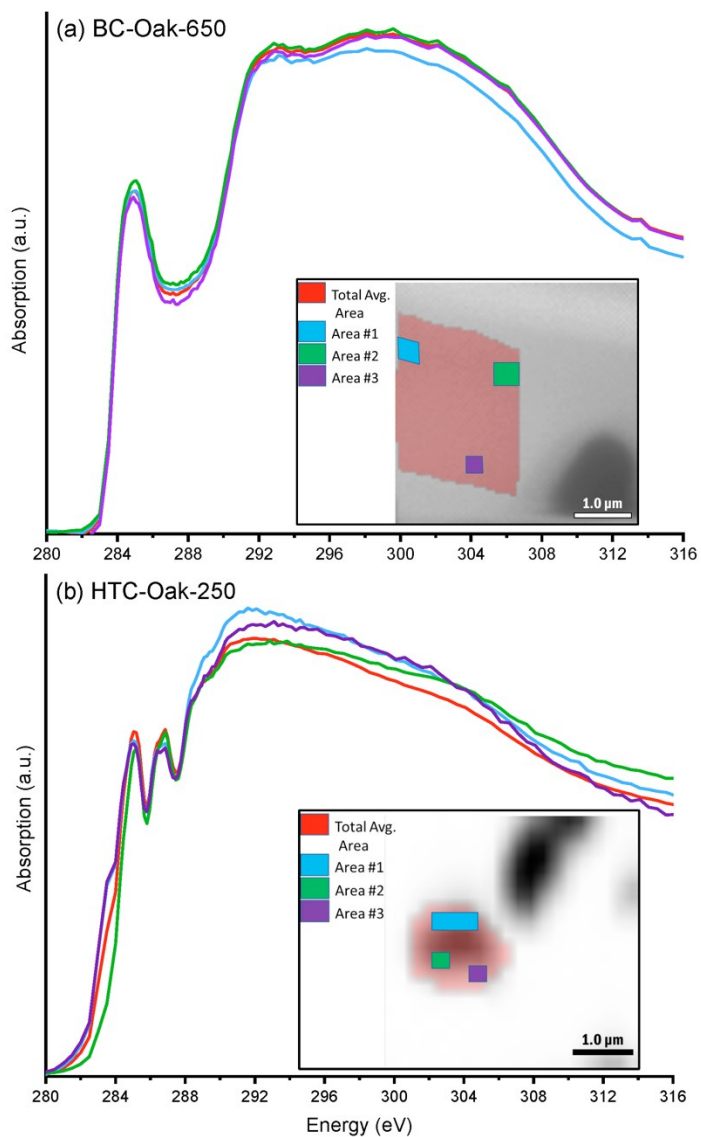 (a) BC-Oak-650
Absorption (a.u.)
Total Avg.
Area
Area #1
Area #2
Area #3
1.0 µm
280 284 288 292 296 300 304 308 312 316
(b) HTC-Oak-250
Absorption (a.u.)
Total Avg.
Area
Area #1
Area #2
Area #3
1.0 µm
280 284 288 292 296 300 304 308 312 316
Energy (eV)